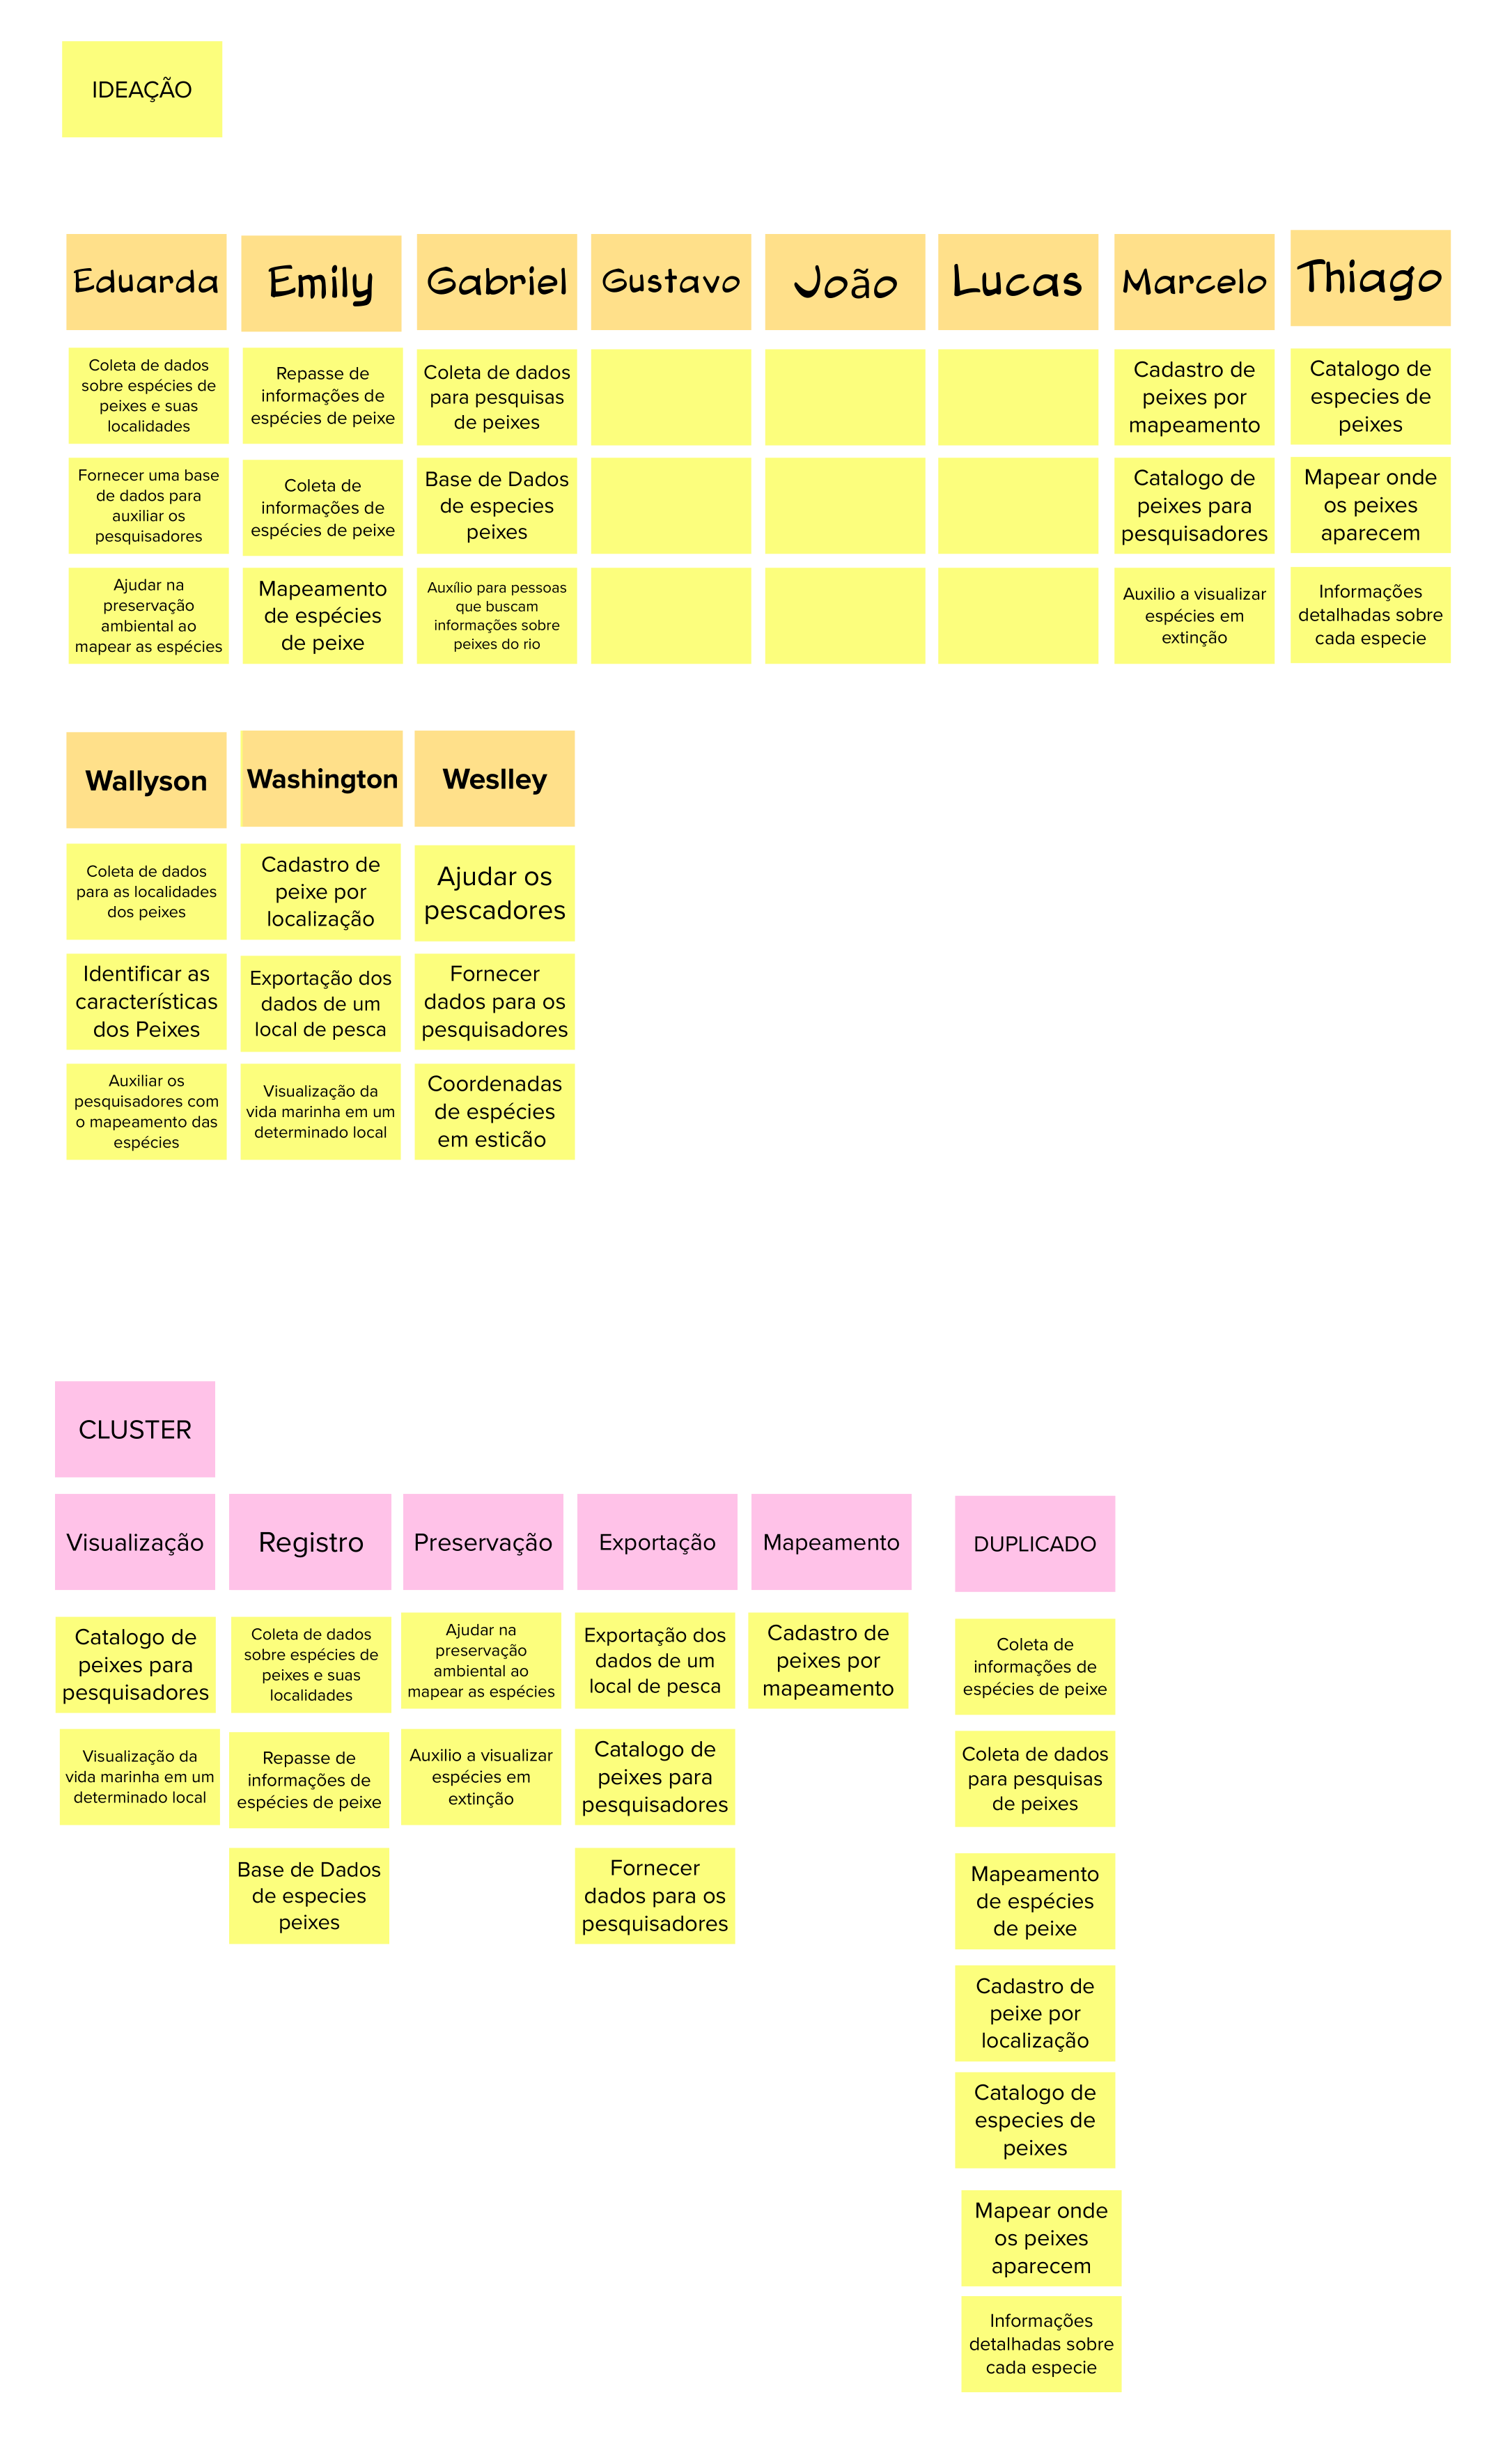 IDEAÇÃO
Eduarda
Emily
Gabriel
Gustavo
João
Lucas
Marcelo
Thiago
Coleta de dados
sobre espécies de
peixes e suas
localidades
Repasse de
informações de
espécies de peixe
Coleta de dados
para pesquisas
de peixes
Cadastro de
peixes por
mapeamento
Catalogo de
especies de
peixes
Fornecer uma base
de dados para
auxiliar os
pesquisadores
Coleta de
informações de
espécies de peixe
Base de Dados
de especies
peixes
Catalogo de
peixes para
pesquisadores
Mapear onde
os peixes
aparecem
Ajudar na
preservação
ambiental ao
mapear as espécies
Mapeamento
de espécies
de peixe
Auxílio para pessoas
que buscam
informações sobre
peixes do rio
Auxilio a visualizar
espécies em
extinção
Informações
detalhadas sobre
cada especie
Wallyson
Washington
Weslley
Coleta de dados
para as localidades
dos peixes
Cadastro de
peixe por
localização
Ajudar os
pescadores
Identificar as
características
dos Peixes
Exportação dos
dados de um
local de pesca
Fornecer
dados para os
pesquisadores
Auxiliar os
pesquisadores com
o mapeamento das
espécies
Visualização da
vida marinha em um
determinado local
Coordenadas
de espécies
em esticão
CLUSTER
Visualização
Registro
Preservação
Exportação
Mapeamento
DUPLICADO
Catalogo de
peixes para
pesquisadores
Coleta de dados
sobre espécies de
peixes e suas
localidades
Ajudar na
preservação
ambiental ao
mapear as espécies
Exportação dos
dados de um
local de pesca
Cadastro de
peixes por
mapeamento
Coleta de
informações de
espécies de peixe
Visualização da
vida marinha em um
determinado local
Repasse de
informações de
espécies de peixe
Auxilio a visualizar
espécies em
extinção
Catalogo de
peixes para
pesquisadores
Coleta de dados
para pesquisas
de peixes
Base de Dados
de especies
peixes
Fornecer
dados para os
pesquisadores
Mapeamento
de espécies
de peixe
Cadastro de
peixe por
localização
Catalogo de
especies de
peixes
Mapear onde
os peixes
aparecem
Informações
detalhadas sobre
cada especie